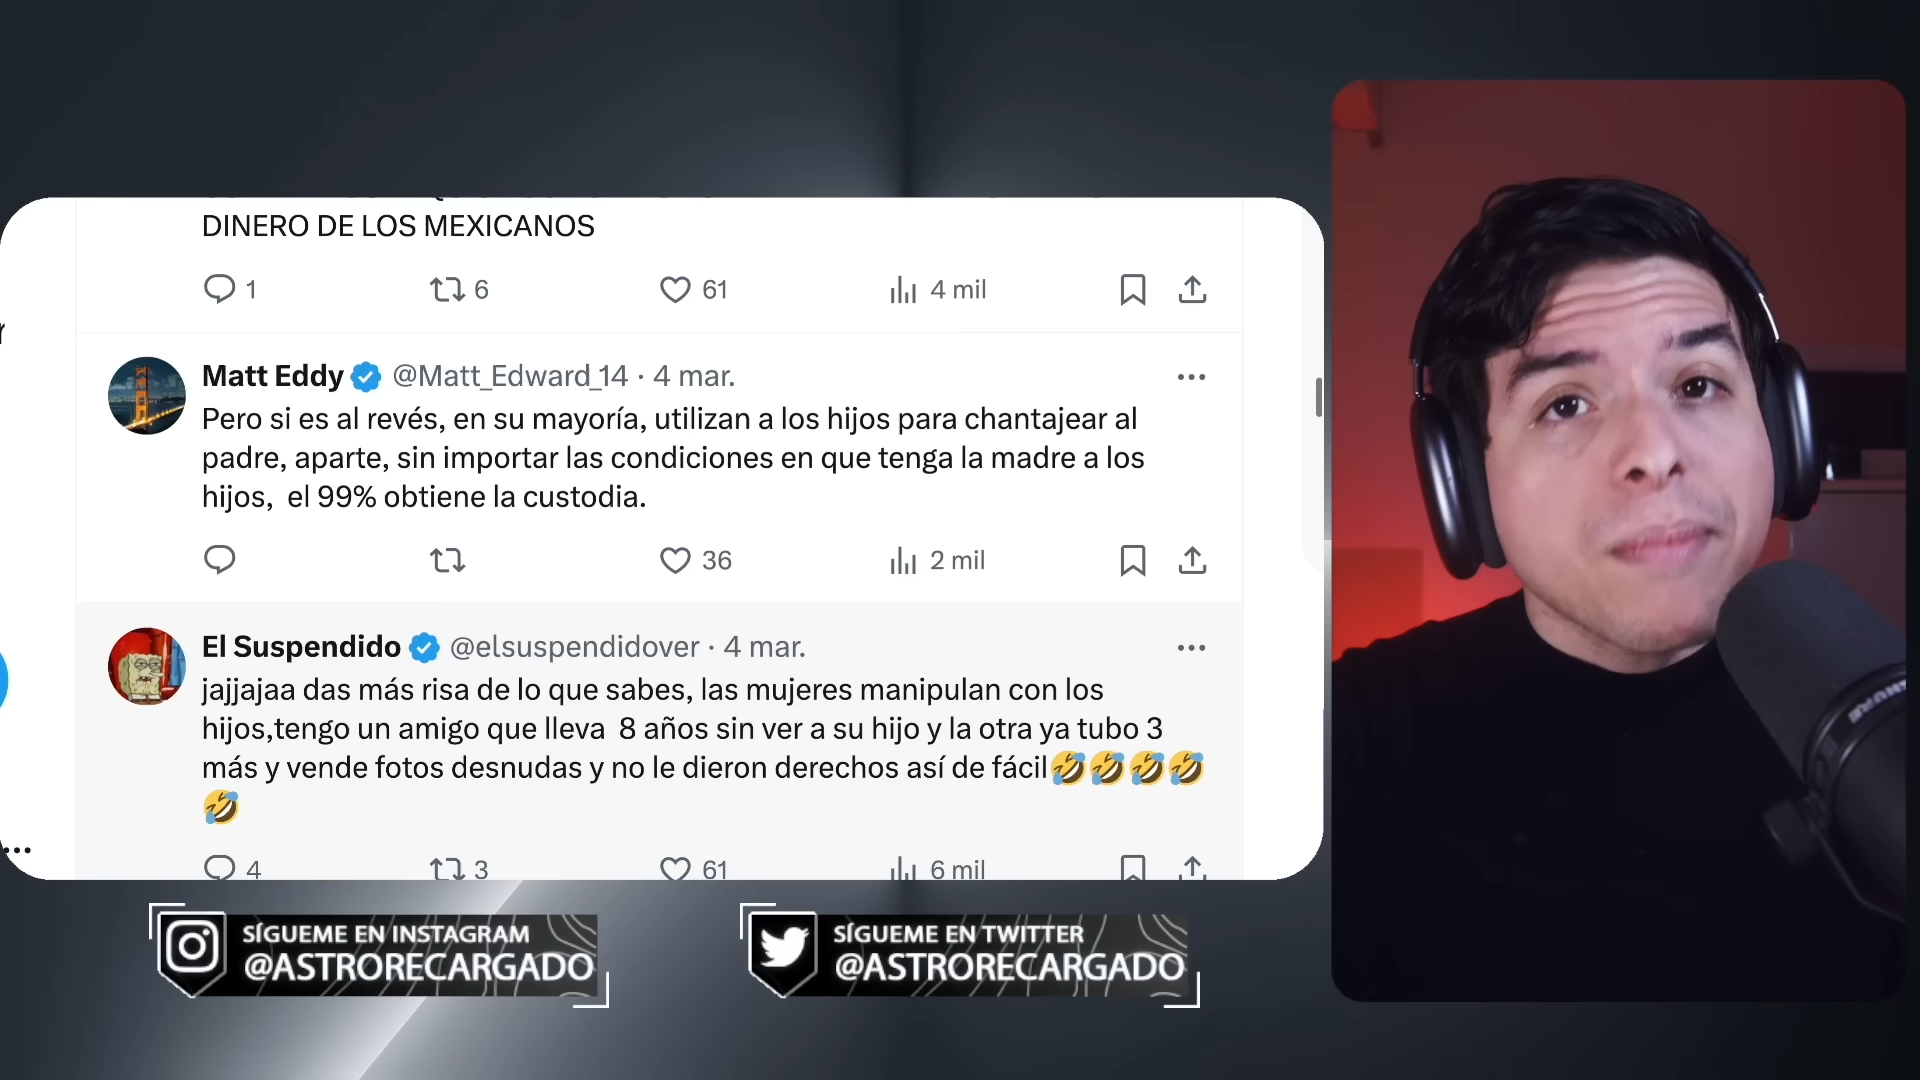 DINERO DE LOS MEXICANOS
1 6 61 4 mil
Matt Eddy @Matt_Edward_14 · 4 mar.
Pero si es al revés, en su mayoría, utilizan a los hijos para chantajear al
padre, aparte, sin importar las condiciones en que tenga la madre a los
hijos,  el 99% obtiene la custodia.
36 2 mil
El Suspendido @elsuspendidover · 4 mar.
jajjajaa das más risa de lo que sabes, las mujeres manipulan con los
hijos,tengo un amigo que lleva  8 años sin ver a su hijo y la otra ya tubo 3
más y vende fotos desnudas y no le dieron derechos así de fácil🤣🤣🤣🤣
🤣
4 3 61 6 mil
SÍGUEME EN INSTAGRAM
@ASTRORECARGADO
SÍGUEME EN TWITTER
@ASTRORECARGADO